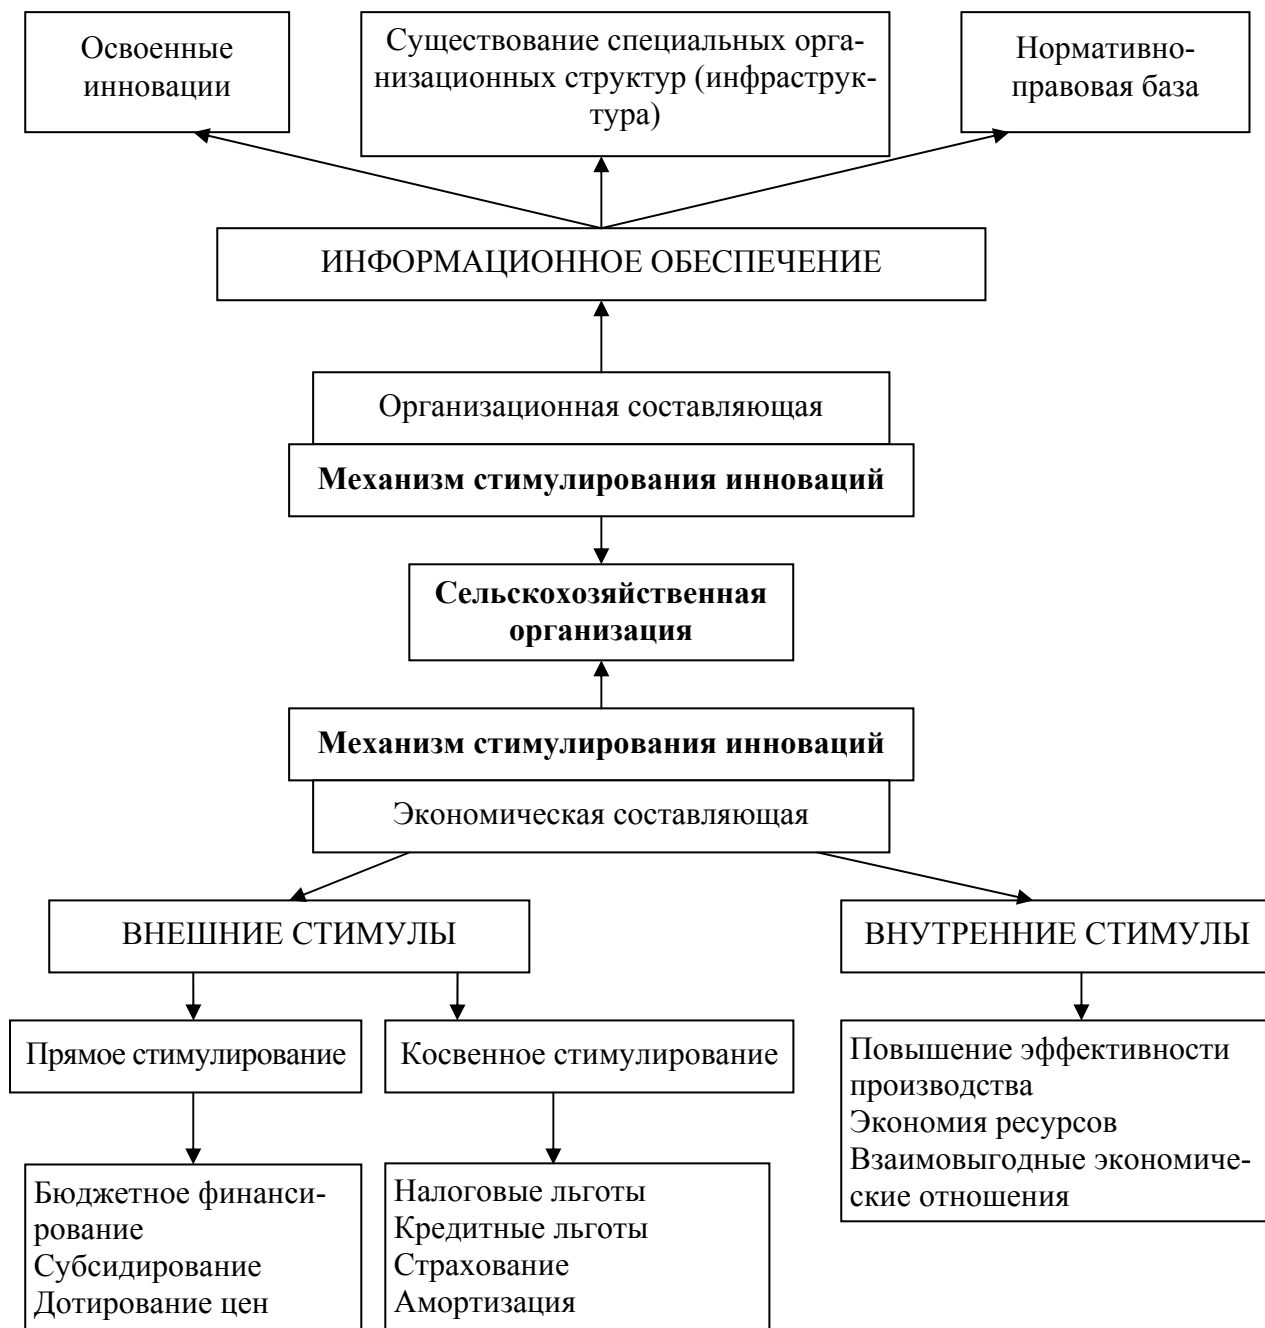 Освоенные
инновации
Существование специальных орга-
низационных структур (инфраструк-
тура)
Нормативно-
правовая база
ИНФОРМАЦИОННОЕ ОБЕСПЕЧЕНИЕ
Организационная составляющая
Механизм стимулирования инноваций
Сельскохозяйственная
организация
Механизм стимулирования инноваций
Экономическая составляющая
ВНЕШНИЕ СТИМУЛЫ
ВНУТРЕННИЕ СТИМУЛЫ
Прямое стимулирование
Косвенное стимулирование
Повышение эффективности
производства
Экономия ресурсов
Взаимовыгодные экономиче-
ские отношения
Бюджетное финанси-
рование
Субсидирование
Дотирование цен
Налоговые льготы
Кредитные льготы
Страхование
Амортизация